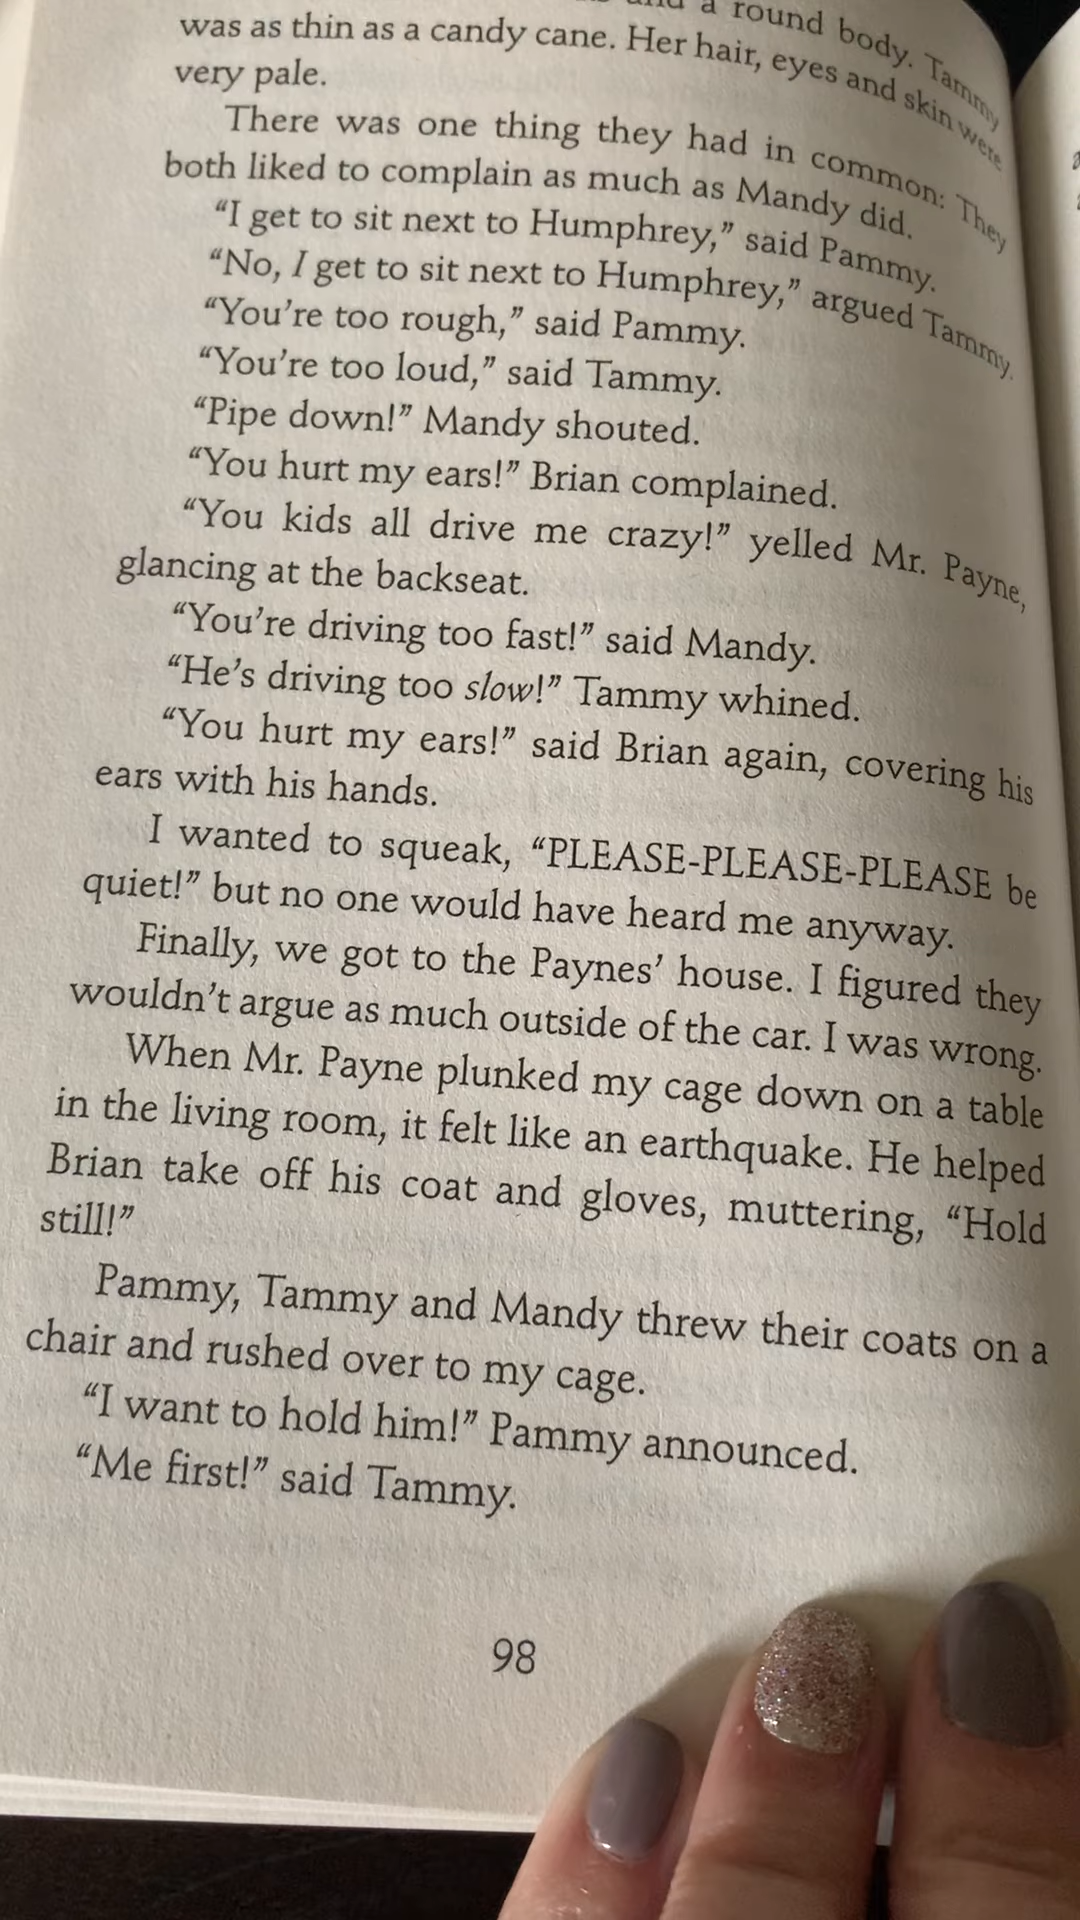 a round body. Tammy
was as thin as a candy cane. Her hair, eyes and skin were
very pale.
There was one thing they had in common: They
both liked to complain as much as Mandy did.
“I get to sit next to Humphrey,” said Pammy.
“No, I get to sit next to Humphrey,” argued Tammy.
“You’re too rough,” said Pammy.
“You’re too loud,” said Tammy.
“Pipe down!” Mandy shouted.
“You hurt my ears!” Brian complained.
“You kids all drive me crazy!” yelled Mr. Payne,
glancing at the backseat.
“You’re driving too fast!” said Mandy.
“He’s driving too slow!” Tammy whined.
“You hurt my ears!” said Brian again, covering his
ears with his hands.
I wanted to squeak, “PLEASE-PLEASE-PLEASE be
quiet!” but no one would have heard me anyway.
Finally, we got to the Paynes’ house. I figured they
wouldn’t argue as much outside of the car. I was wrong.
When Mr. Payne plunked my cage down on a table
in the living room, it felt like an earthquake. He helped
Brian take off his coat and gloves, muttering, “Hold
still!”
Pammy, Tammy and Mandy threw their coats on a
chair and rushed over to my cage.
“I want to hold him!” Pammy announced.
“Me first!” said Tammy.
98